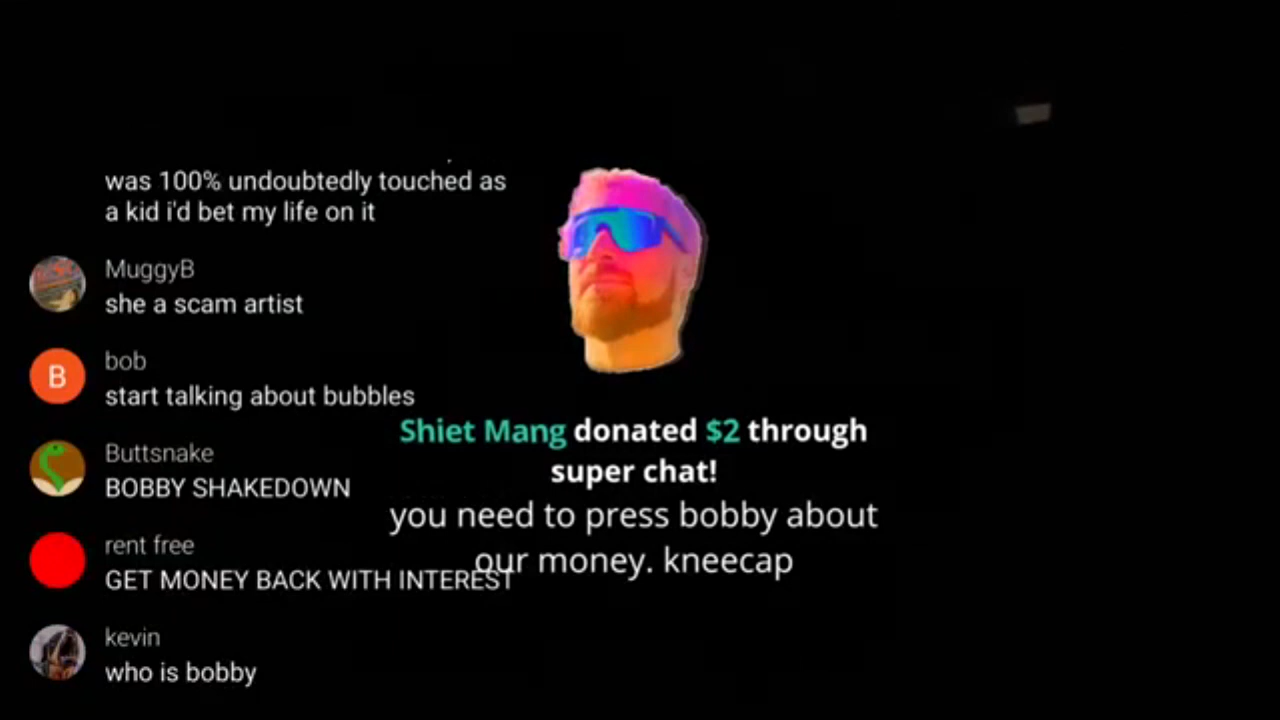 was 100% undoubtedly touched as
a kid i'd bet my life on it
MuggyB
she a scam artist
B
bob
start talking about bubbles
Buttsnake
BOBBY SHAKEDOWN
rent free
GET MONEY BACK WITH INTEREST
kevin
who is bobby
Shiet Mang donated $2 through
super chat!
you need to press bobby about
our money. kneecap